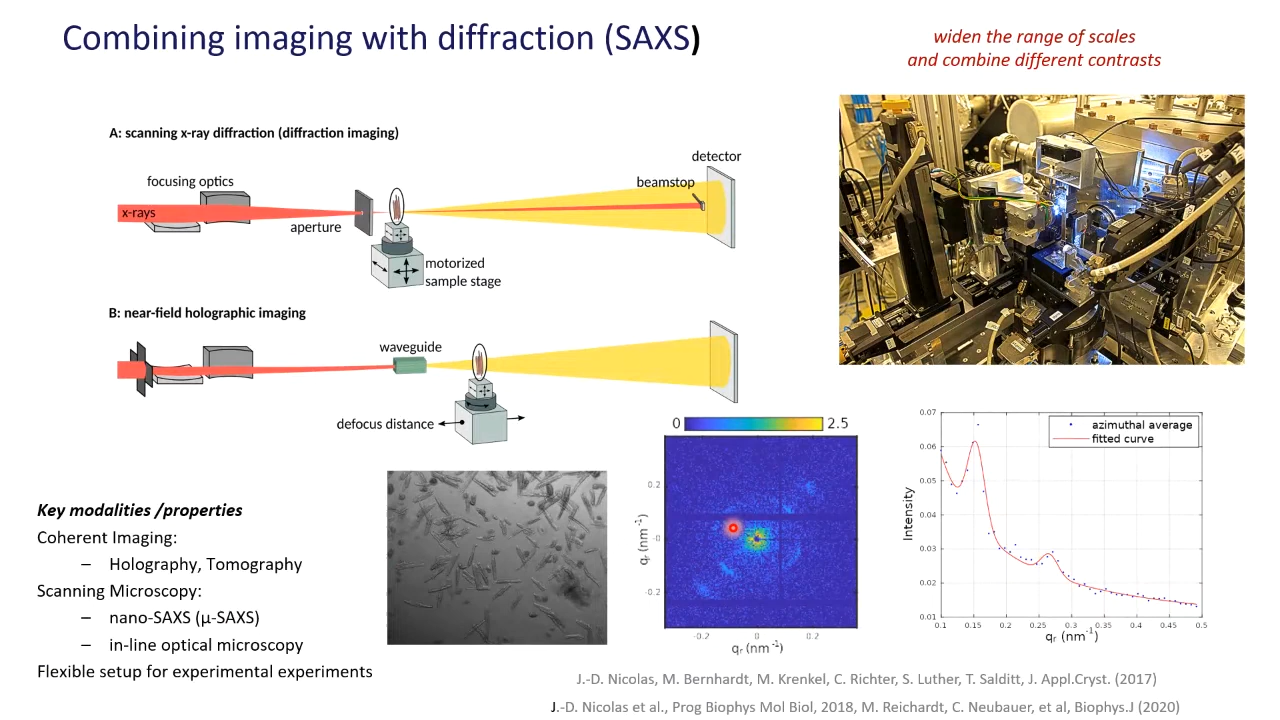 Combining imaging with diffraction (SAXS)
widen the range of scales
and combine different contrasts
A: scanning x-ray diffraction (diffraction imaging)
detector
focusing optics
beamstop
x-rays
aperture
motorized
sample stage
B: near-field holographic imaging
waveguide
defocus distance
Key modalities /properties
Coherent Imaging:
– Holography, Tomography
Scanning Microscopy:
– nano-SAXS (µ-SAXS)
– in-line optical microscopy
Flexible setup for experimental experiments
0 2.5
0.2
-0
-0.2
qᵣ (nm⁻¹)
-0.2 0 0.2
qᵣ (nm⁻¹)
azimuthal average
fitted curve
Intensity
0.07
0.06
0.05
0.04
0.03
0.02
0.01
0.1 0.15 0.2 0.25 0.3 0.35 0.4 0.45 0.5
qᵣ (nm⁻¹)
J.-D. Nicolas, M. Bernhardt, M. Krenkel, C. Richter, S. Luther, T. Salditt, J. Appl.Cryst. (2017)
J.-D. Nicolas et al., Prog Biophys Mol Biol, 2018, M. Reichardt, C. Neubauer, et al, Biophys.J (2020)